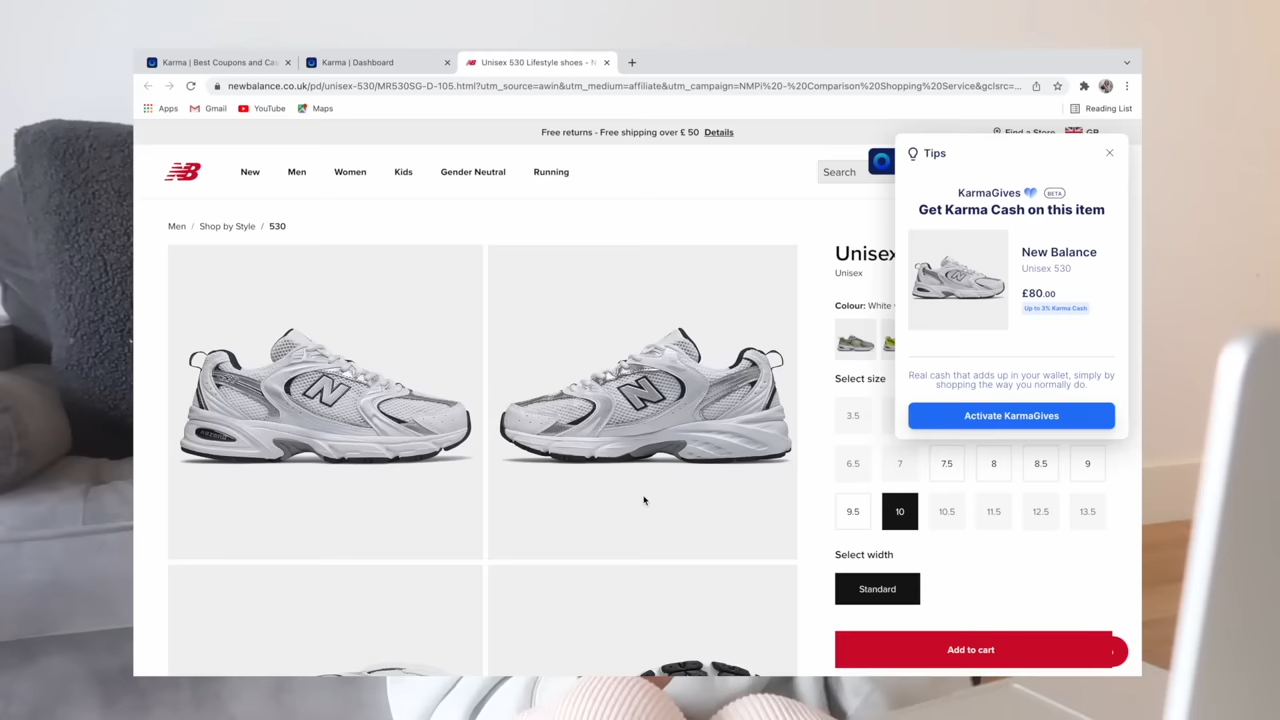 Karma | Best Coupons and Ca
Karma | Dashboard
Unisex 530 Lifestyle shoes - N
newbalance.co.uk/pd/unisex-530/MR530SG-D-105.html?utm_source=awin&utm_medium=affiliate&utm_campaign=NMPi%20-%20Comparison%20Shopping%20Service&gclsrc=...
Apps
Gmail
YouTube
Maps
Reading List
Free returns - Free shipping over £ 50 Details
Find a Store
GB
New
Men
Women
Kids
Gender Neutral
Running
Search
Men / Shop by Style / 530
Unisex
Unisex
Colour: White
Tips
KarmaGives BETA
Get Karma Cash on this item
New Balance
Unisex 530
£80.00
Up to 3% Karma Cash
Real cash that adds up in your wallet, simply by
shopping the way you normally do.
Activate KarmaGives
Select size
3.5
6.5 7 7.5 8 8.5 9
9.5 10 10.5 11.5 12.5 13.5
Select width
Standard
Add to cart
N
N
ABZORB